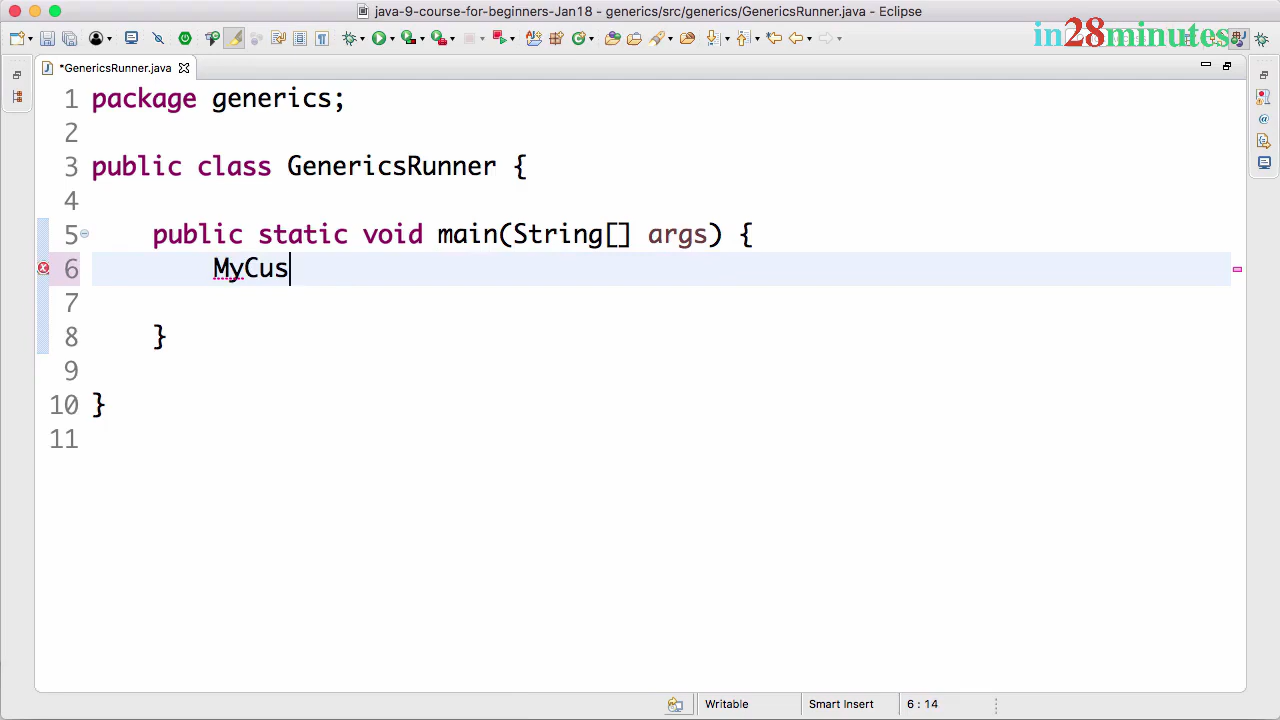 java-9-course-for-beginners-Jan18 - generics/src/generics/GenericsRunner.java - Eclipse
in28minutes
*GenericsRunner.java
1 package generics;
2
3 public class GenericsRunner {
4
5 public static void main(String[] args) {
6 MyCus
7
8 }
9
10 }
11
Writable
Smart Insert
6 : 14